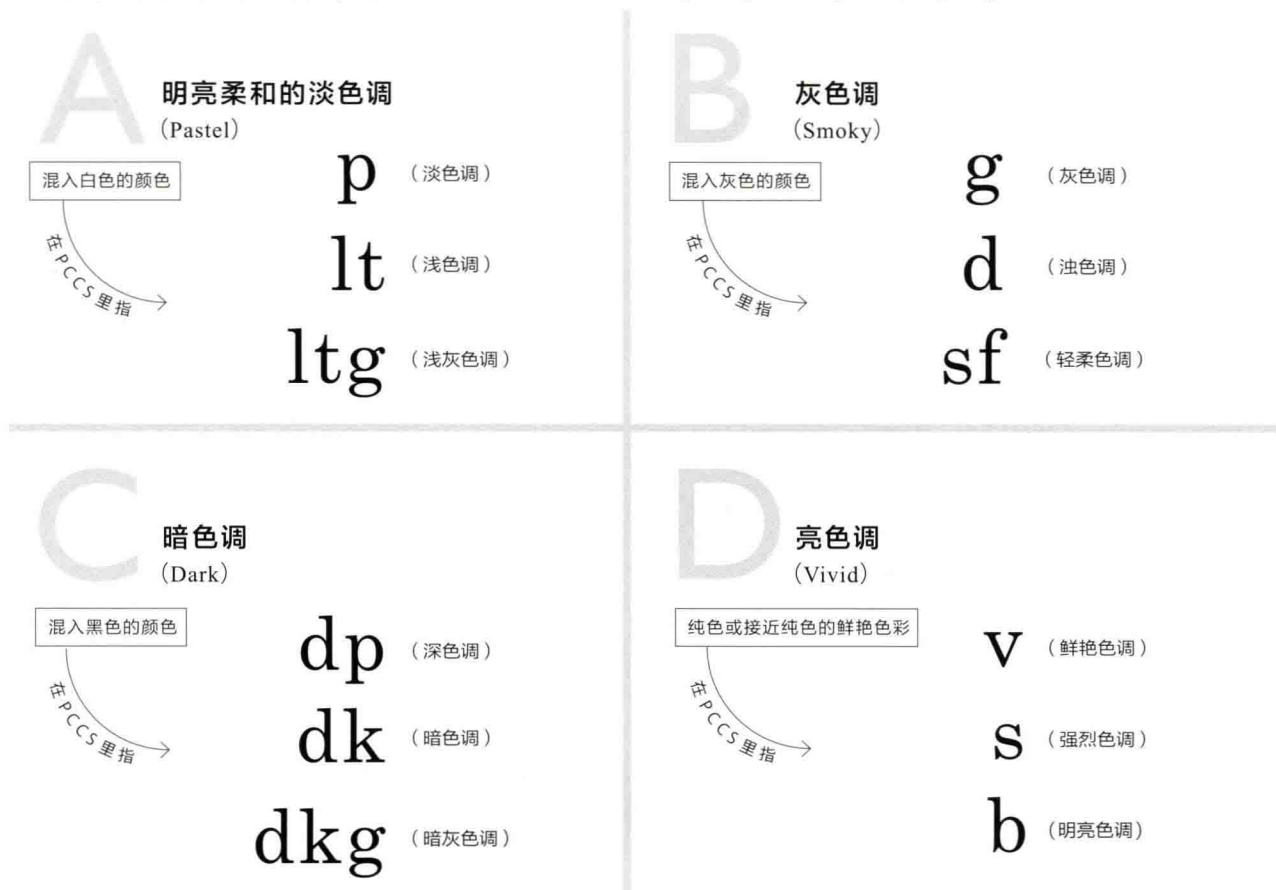 A
明亮柔和的淡色调
（Pastel）
混入白色的颜色
在PCCS里指
p （淡色调）
lt （浅色调）
ltg （浅灰色调）
B
灰色调
（Smoky）
混入灰色的颜色
在PCCS里指
g （灰色调）
d （浊色调）
sf （轻柔色调）
C
暗色调
（Dark）
混入黑色的颜色
在PCCS里指
dp （深色调）
dk （暗色调）
dkg （暗灰色调）
D
亮色调
（Vivid）
纯色或接近纯色的鲜艳色彩
在PCCS里指
v （鲜艳色调）
s （强烈色调）
b （明亮色调）